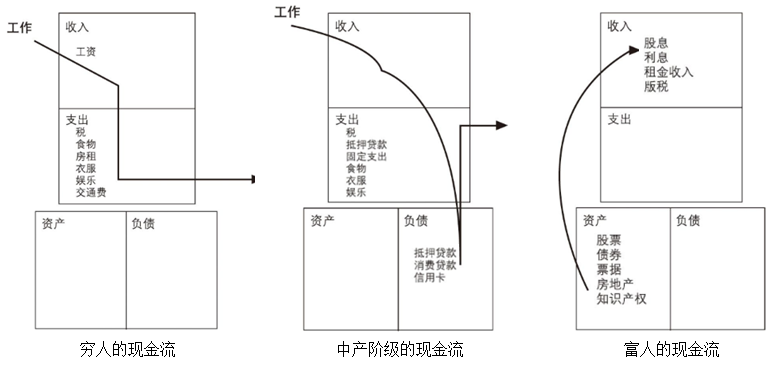 工作
收入
工资
支出
税
食物
房租
衣服
娱乐
交通费
资产
负债
穷人的现金流
工作
收入
支出
税
抵押贷款
固定支出
食物
衣服
娱乐
资产
负债
抵押贷款
消费贷款
信用卡
中产阶级的现金流
收入
股息
利息
租金收入
版税
支出
资产
股票
债券
票据
房地产
知识产权
负债
富人的现金流